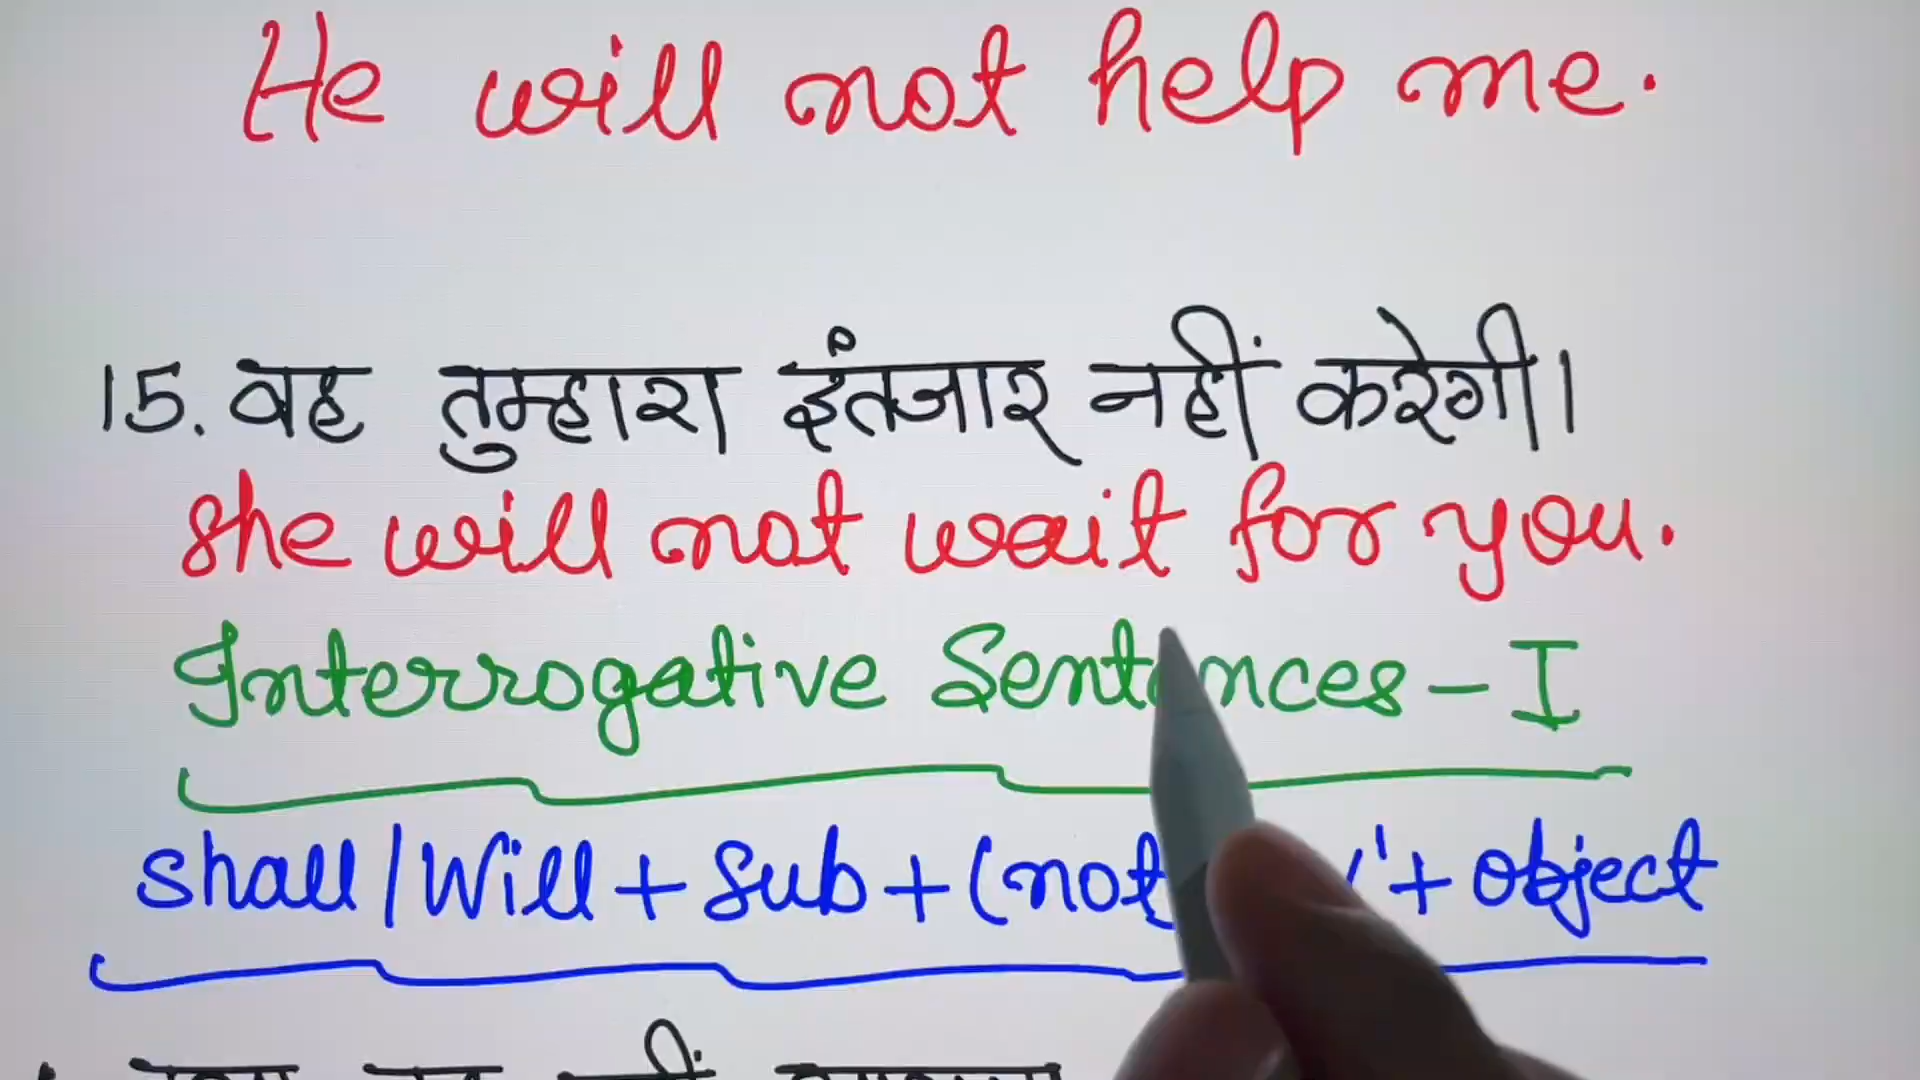 He will not help me.
15. वह तुम्हारा इंतजार नहीं करेगी।
She will not wait for you.
Interrogative Sentences - I
Shall / Will + Sub + (not + object